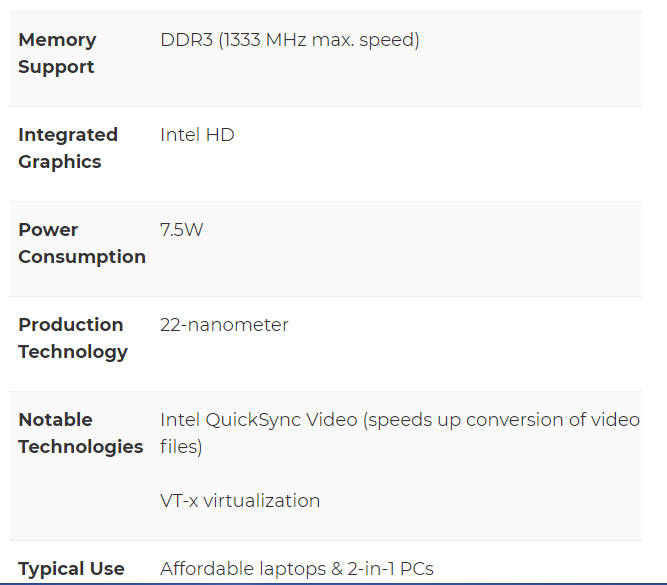 Memory Support
DDR3 (1333 MHz max. speed)
Integrated Graphics
Intel HD
Power Consumption
7.5W
Production Technology
22-nanometer
Notable Technologies
Intel QuickSync Video (speeds up conversion of video
files)
VT-x virtualization
Typical Use
Affordable laptops & 2-in-1 PCs